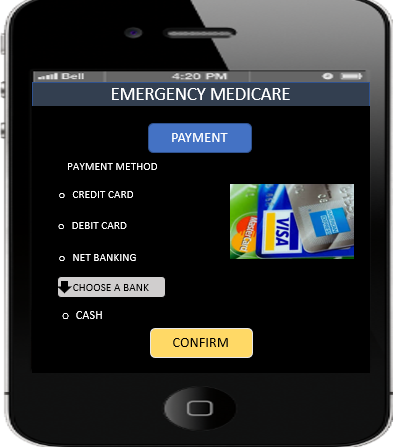 Bell 4:20 PM
EMERGENCY MEDICARE
PAYMENT
PAYMENT METHOD
CREDIT CARD
DEBIT CARD
MasterCard
VISA
NET BANKING
CHOOSE A BANK
CASH
CONFIRM